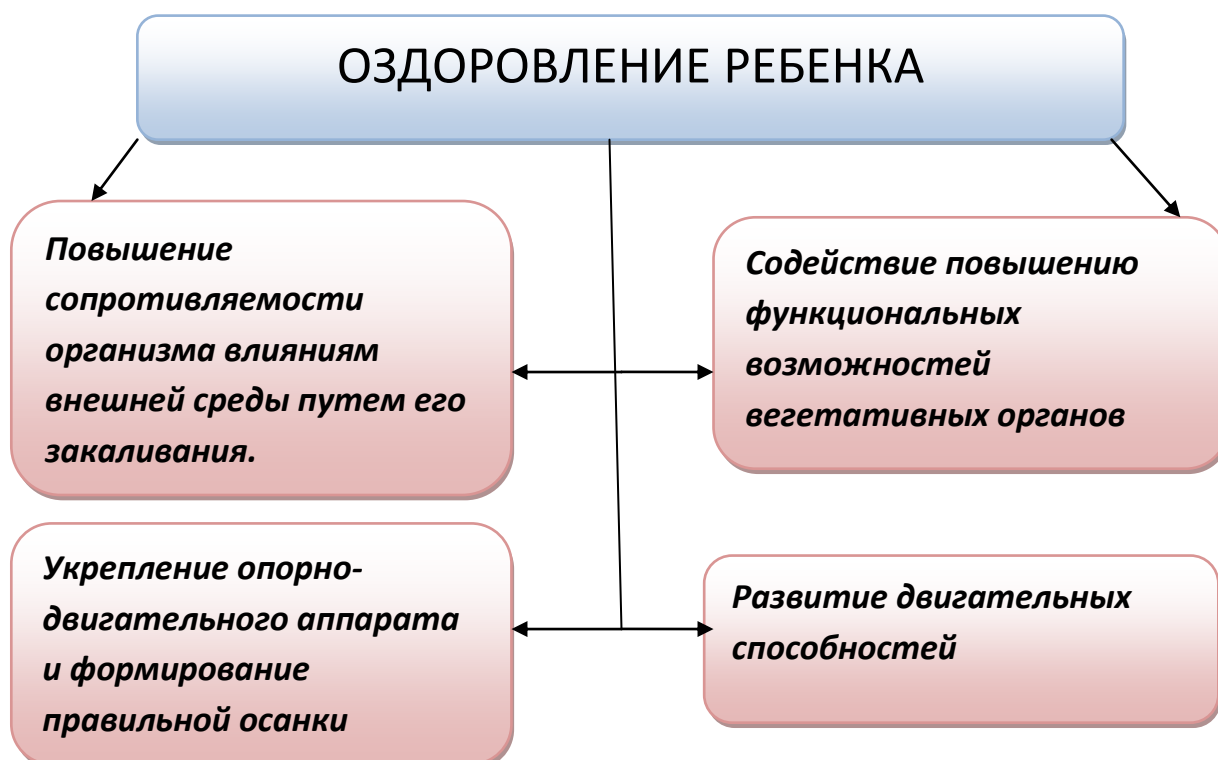 ОЗДОРОВЛЕНИЕ РЕБЕНКА
Повышение
сопротивляемости
организма влияниям
внешней среды путем его
закаливания.
Содействие повышению
функциональных
возможностей
вегетативных органов
Укрепление опорно-
двигательного аппарата
и формирование
правильной осанки
Развитие двигательных
способностей